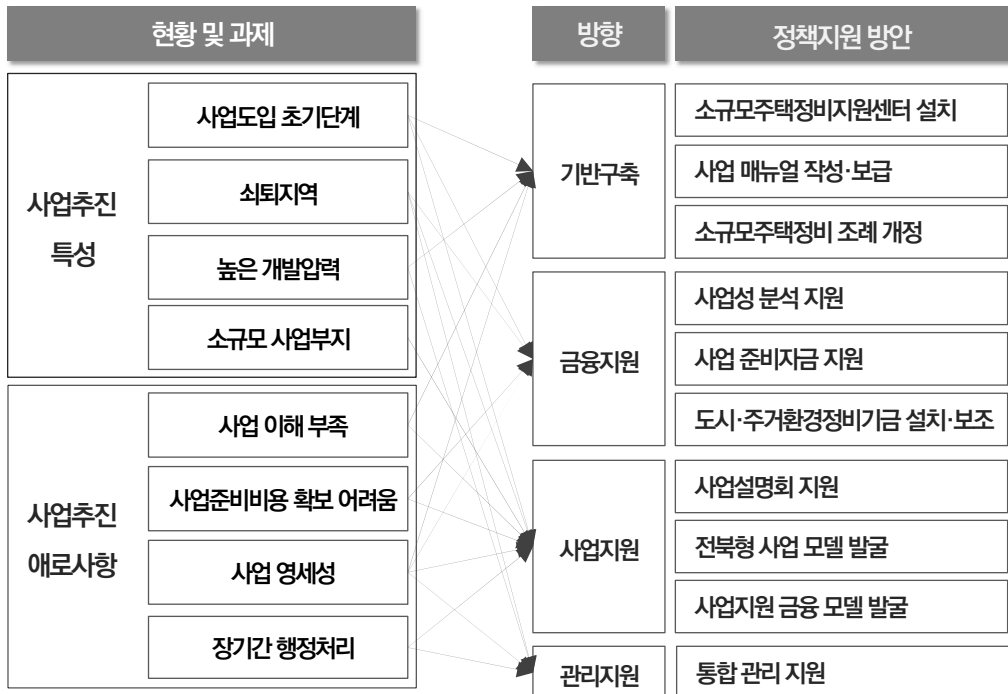 현황 및 과제
방향
정책지원 방안
사업추진
특성
사업도입 초기단계
쇠퇴지역
높은 개발압력
소규모 사업부지
사업추진
애로사항
사업 이해 부족
사업준비비용 확보 어려움
사업 영세성
장기간 행정처리
기반구축
소규모주택정비지원센터 설치
사업 매뉴얼 작성·보급
소규모주택정비 조례 개정
금융지원
사업성 분석 지원
사업 준비자금 지원
도시·주거환경정비기금 설치·보조
사업지원
사업설명회 지원
전북형 사업 모델 발굴
사업지원 금융 모델 발굴
관리지원
통합 관리 지원